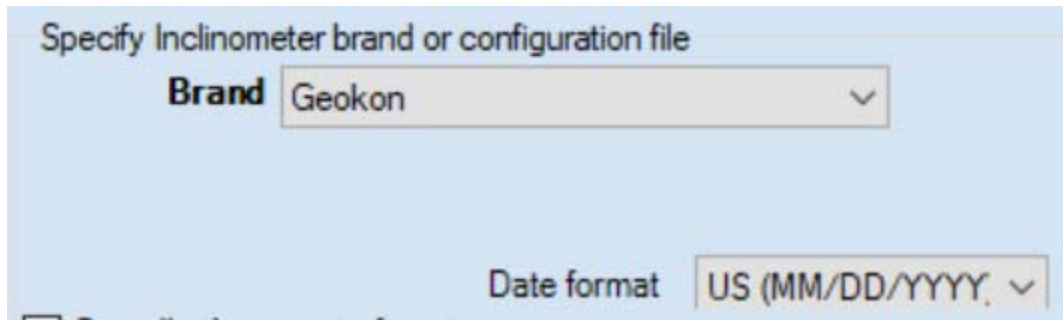 Specify Inclinometer brand or configuration file
Brand Geokon
Date format US (MM/DD/YYYY